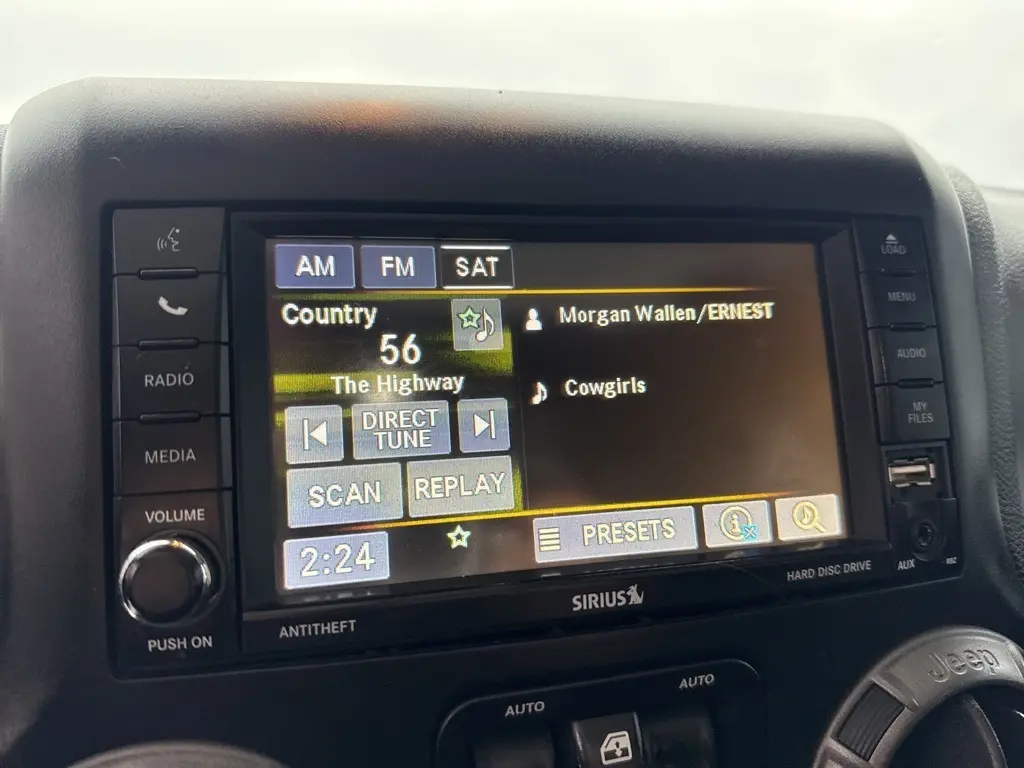 AM FM SAT
Country
56
The Highway
DIRECT
TUNE
SCAN REPLAY
2:24
Morgan Wallen/ERNEST
Cowgirls
PRESETS
RADIO
MEDIA
VOLUME
PUSH ON
ANTITHEFT
SIRIUS
HARD DISC DRIVE
LOAD
MENU
AUDIO
MY
FILES
AUX
RBZ
AUTO
AUTO
Jeep